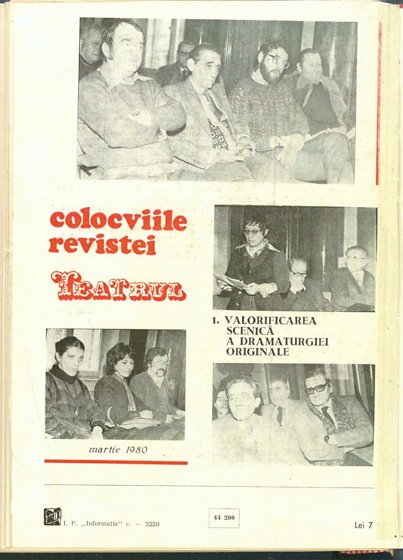 colocviile
revistei
TEATRUL
1. VALORIFICAREA
SCENICĂ
A DRAMATURGIEI
ORIGINALE
martie 1980
I. P. „Informația” c. — 2220
44 200
Lei 7